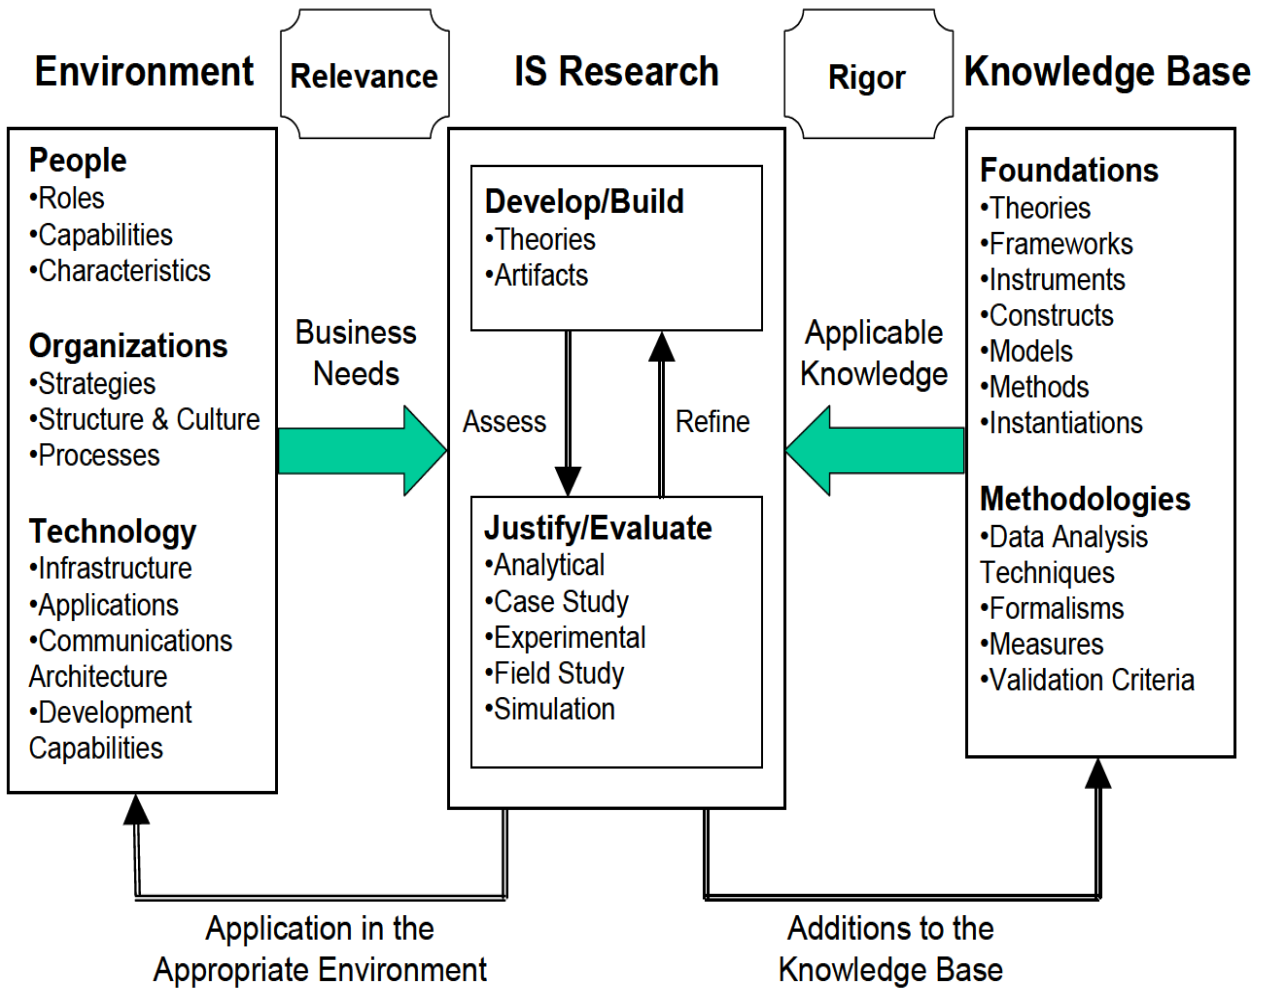 Environment
Relevance
IS Research
Rigor
Knowledge Base
People
•Roles
•Capabilities
•Characteristics
Organizations
•Strategies
•Structure & Culture
•Processes
Technology
•Infrastructure
•Applications
•Communications
Architecture
•Development
Capabilities
Business
Needs
Develop/Build
•Theories
•Artifacts
Assess
Refine
Justify/Evaluate
•Analytical
•Case Study
•Experimental
•Field Study
•Simulation
Applicable
Knowledge
Foundations
•Theories
•Frameworks
•Instruments
•Constructs
•Models
•Methods
•Instantiations
Methodologies
•Data Analysis
Techniques
•Formalisms
•Measures
•Validation Criteria
Application in the
Appropriate Environment
Additions to the
Knowledge Base